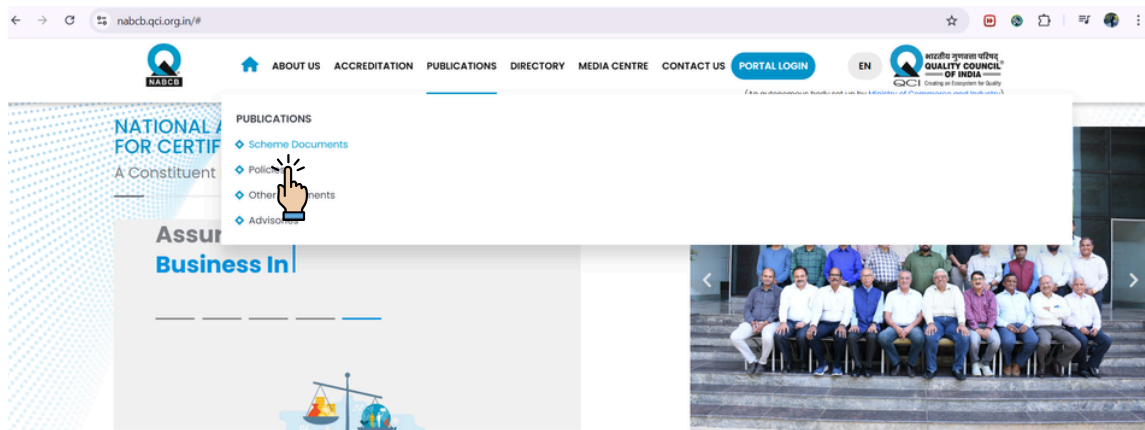 nabcb.qci.org.in/#
NABCB
ABOUT US ACCREDITATION PUBLICATIONS DIRECTORY MEDIA CENTRE CONTACT US PORTAL LOGIN EN
भारतीय गुणवत्ता परिषद्
QUALITY COUNCIL®
OF INDIA
QCI Creating an Ecosystem for Quality
(An autonomous body set up by Ministry of Commerce and Industry)
NATIONAL
FOR CERTIF
A Constituent
PUBLICATIONS
Scheme Documents
Policies
Other
Advisories
Assur
Business In